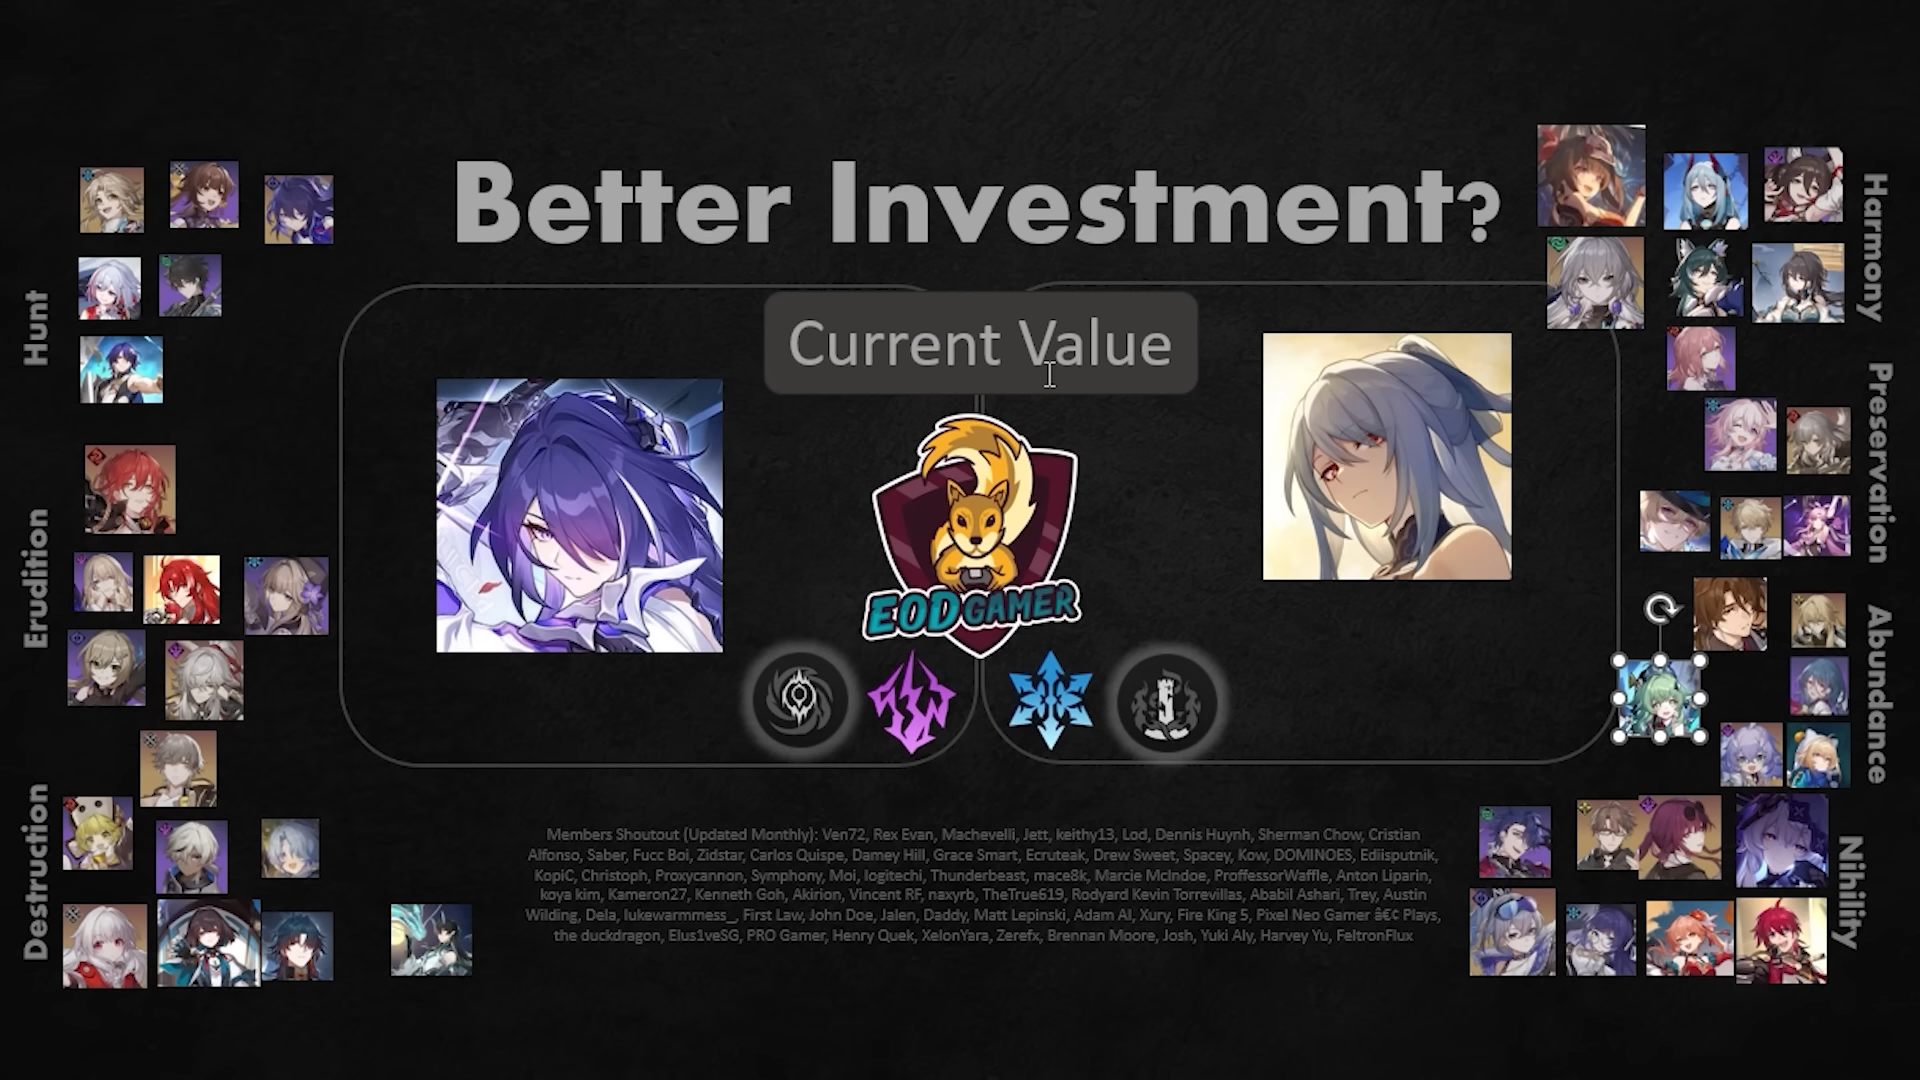 Better Investment?
Current Value
EODGAMER
Hunt
Erudition
Destruction
Harmony
Preservation
Abundance
Nihility
Members Shoutout (Updated Monthly): Ven72, Rex Evan, Machevelli, Jett, keithy13, Lod, Dennis Huynh, Sherman Chow, Cristian
Alfonso, Saber, Fucc Boi, Zidstar, Carlos Quispe, Damey Hill, Grace Smart, Ecruteak, Drew Sweet, Spacey, Kow, DOMINOES, Ediisputnik,
KopiC, Christoph, Proxycannon, Symphony, Moi, Iogitechi, Thunderbeast, mace8k, Marcie McIndoe, ProffessorWaffle, Anton Liparin,
koya kim, Kameron27, Kenneth Goh, Akirion, Vincent RF, naxyrb, TheTrue619, Rodyard Kevin Torrevillas, Ababil Ashari, Trey, Austin
Wilding, Dela, lukewarmmess_, First Law, John Doe, Jalen, Daddy, Matt Lepinski, Adam Al, Xury, Fire King 5, Pixel Neo Gamer â€¢ Plays,
the duckdragon, Elus1veSG, PRO Gamer, Henry Quek, XelonYara, Zerefx, Brennan Moore, Josh, Yuki Aly, Harvey Yu, FeltronFlux